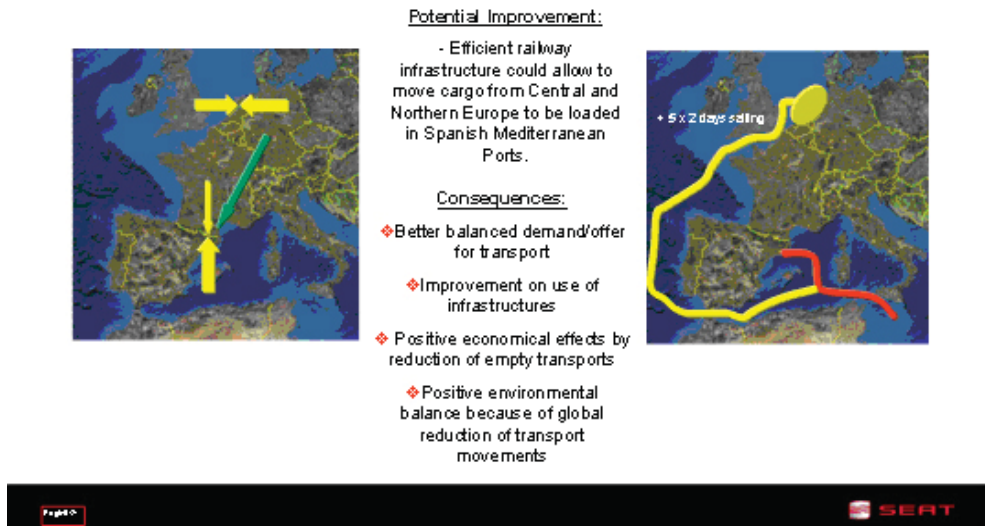 Potential Improvement:
- Efficient railway
infrastructure could allow to
move cargo from Central and
Northern Europe to be loaded
in Spanish Mediterranean
Ports.
Consequences:
❖Better balanced demand/offer
for transport
❖Improvement on use of
infrastructures
❖ Positive economical effects by
reduction of empty transports
❖Positive environmental
balance because of global
reduction of transport
movements
+ 5 x 2 days sailing
SEAT